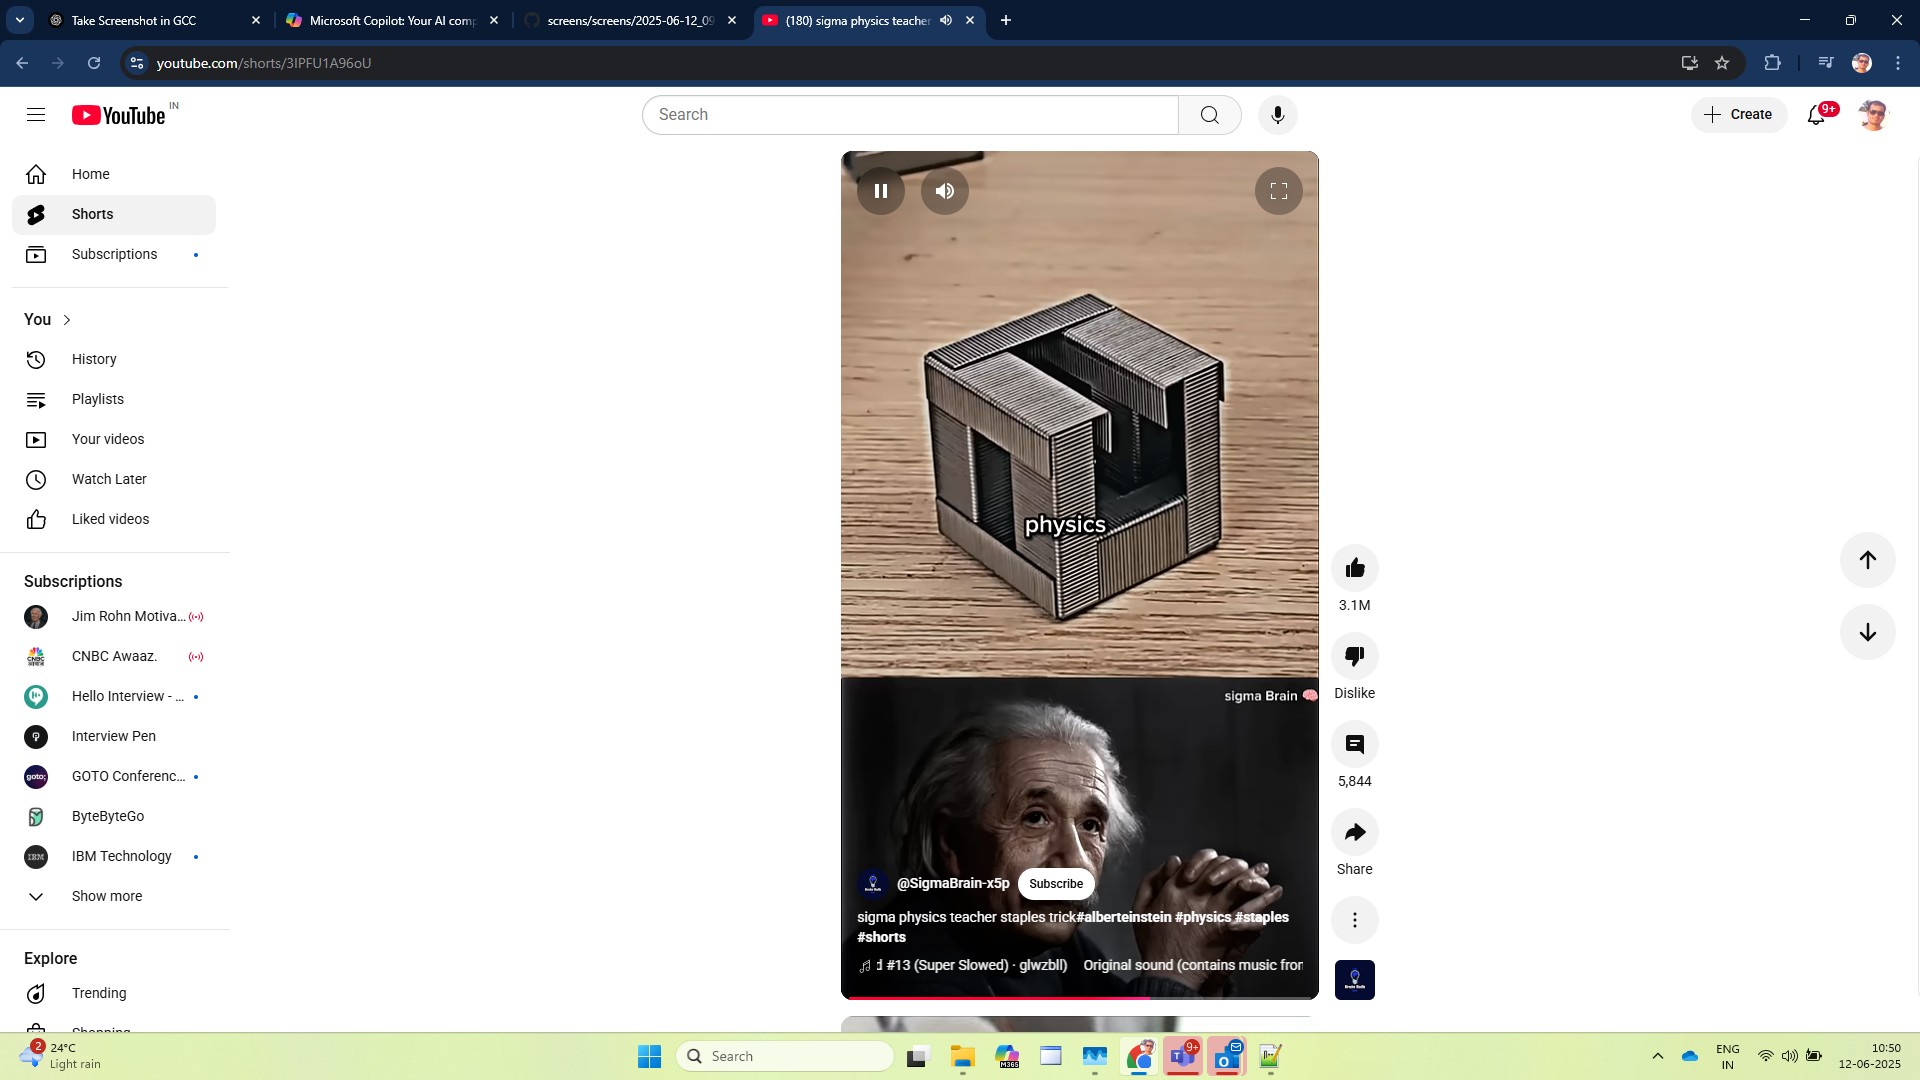 Take Screenshot in GCC
Microsoft Copilot: Your AI comp
screens/screens/2025-06-12_09
(180) sigma physics teacher
youtube.com/shorts/3IPFU1A96oU
YouTube IN
Search
Create
9+
Home
Shorts
Subscriptions
You
History
Playlists
Your videos
Watch Later
Liked videos
Subscriptions
Jim Rohn Motiva...
CNBC Awaaz.
Hello Interview - ...
Interview Pen
GOTO Conferenc...
ByteByteGo
IBM Technology
Show more
Explore
Trending
Shopping
physics
sigma Brain
@SigmaBrain-x5p
Subscribe
sigma physics teacher staples trick#alberteinstein #physics #staples
#shorts
d #13 (Super Slowed) · glwzbll) Original sound (contains music from
3.1M
Dislike
5,844
Share
2
24°C
Light rain
Search
M365
9+
ENG
IN
10:50
12-06-2025